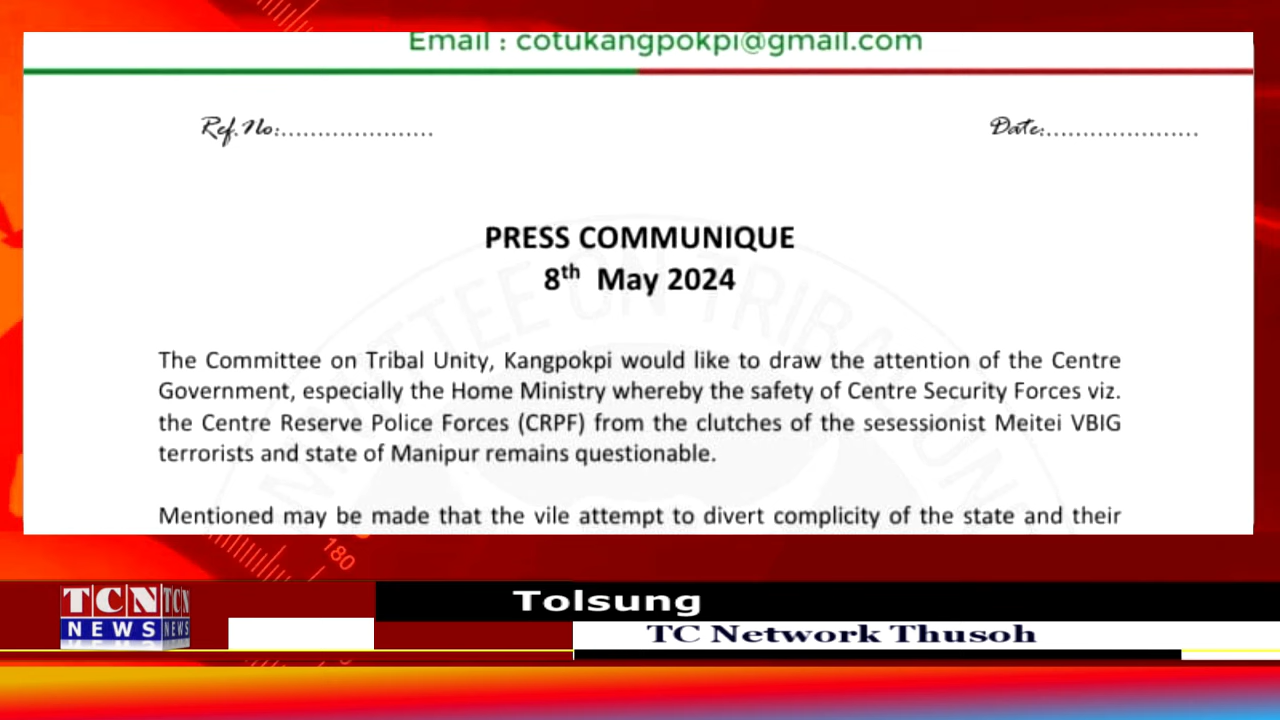 Email : cotukangpokpi@gmail.com
Ref. No:.....................
Date:.....................
PRESS COMMUNIQUE
8th May 2024
The Committee on Tribal Unity, Kangpokpi would like to draw the attention of the Centre
Government, especially the Home Ministry whereby the safety of Centre Security Forces viz.
the Centre Reserve Police Forces (CRPF) from the clutches of the sesessionist Meitei VBIG
terrorists and state of Manipur remains questionable.
Mentioned may be made that the vile attempt to divert complicity of the state and their
COMMITTEE ON TRIBAL UNI
180
TCN TCN
NEWS NEWS
Tolsung
TC Network Thusoh